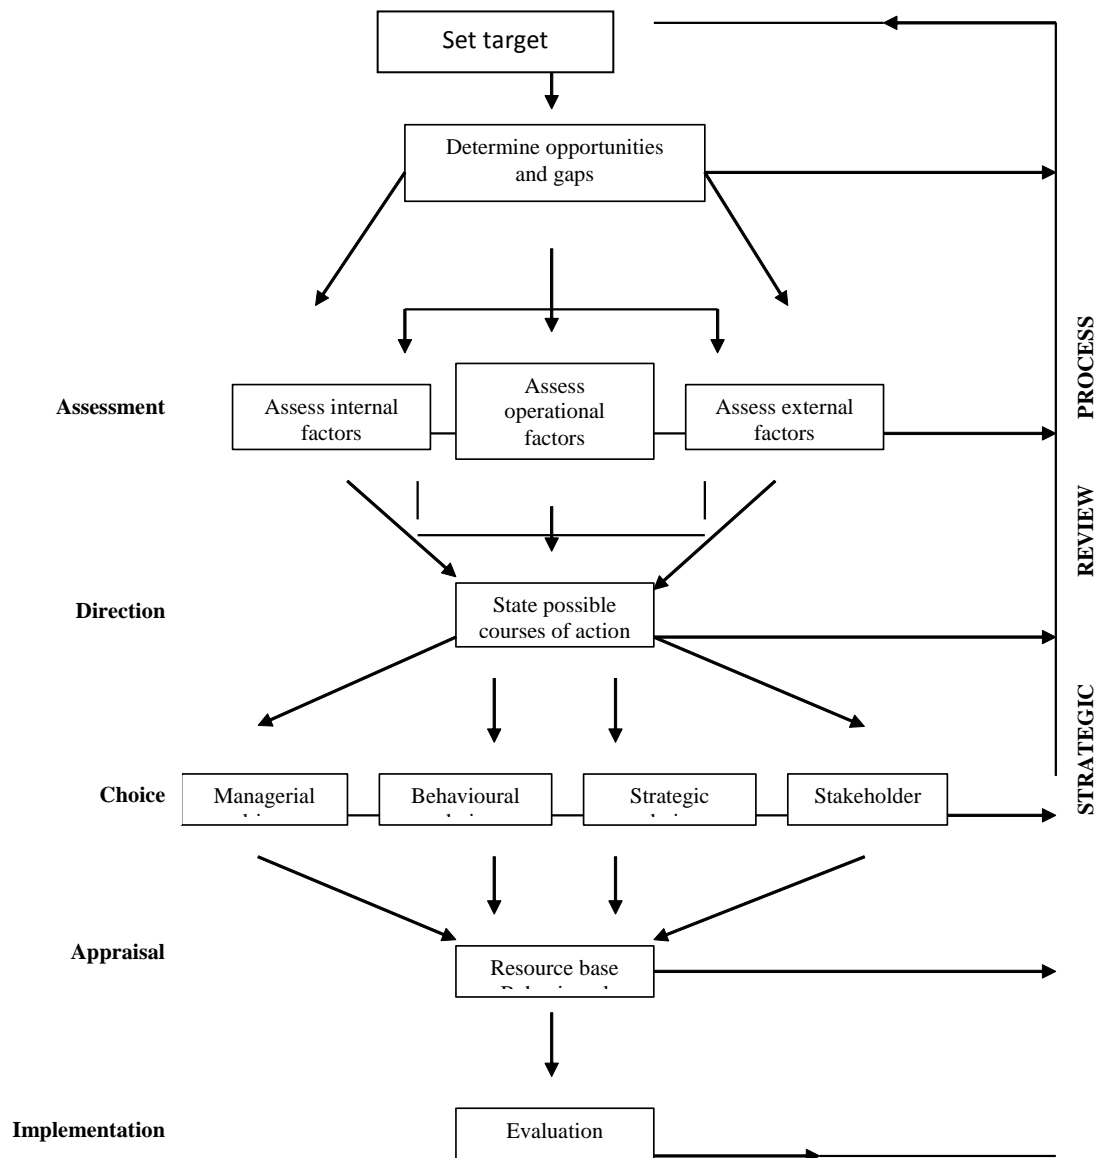 Set target
Determine opportunities
and gaps
Assessment
Assess internal
factors
Assess
operational
factors
Assess external
factors
Direction
State possible
courses of action
Choice
Managerial
Behavioural
Strategic
Stakeholder
Appraisal
Resource base
Implementation
Evaluation
STRATEGIC REVIEW PROCESS